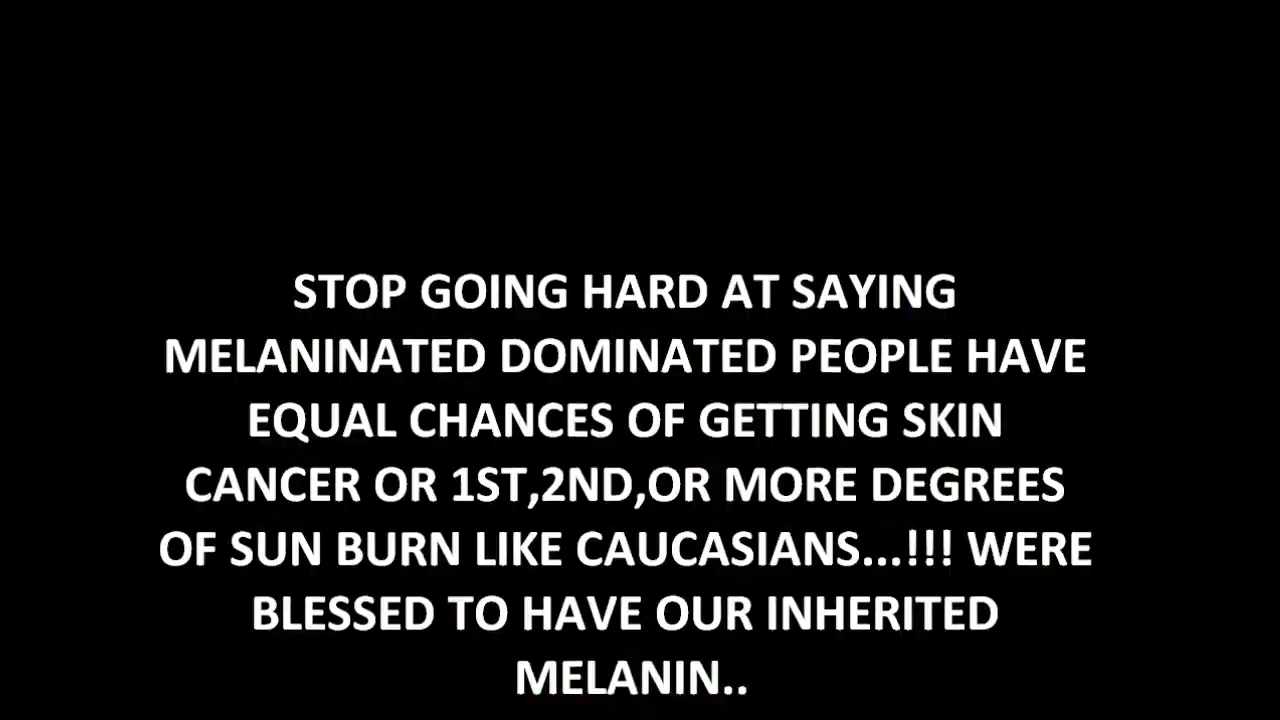 STOP GOING HARD AT SAYING
MELANINATED DOMINATED PEOPLE HAVE
EQUAL CHANCES OF GETTING SKIN
CANCER OR 1ST,2ND,OR MORE DEGREES
OF SUN BURN LIKE CAUCASIANS...!!! WERE
BLESSED TO HAVE OUR INHERITED
MELANIN..